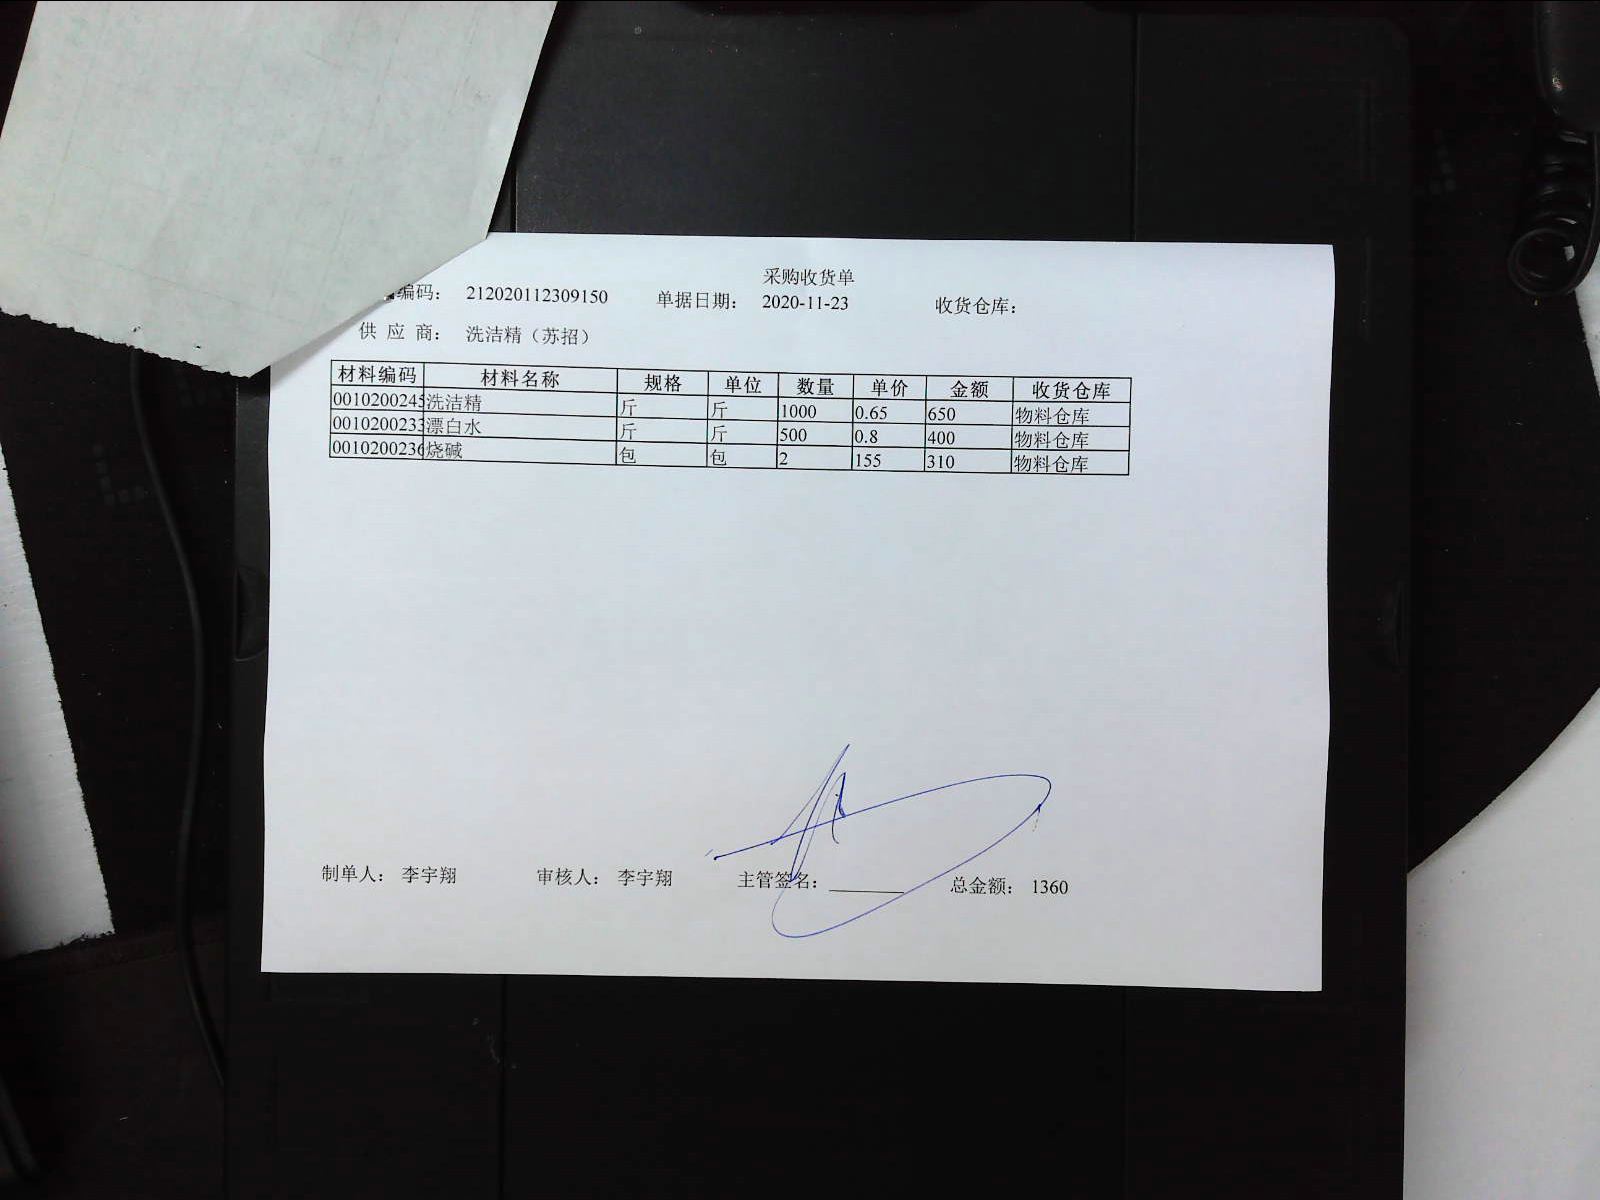 采购收货单
编码： 212020112309150 单据日期： 2020-11-23 收货仓库：
供 应 商： 洗洁精（苏招）
材料编码 材料名称 规格 单位 数量 单价 金额 收货仓库
0010200245 洗洁精 斤 斤 1000 0.65 650 物料仓库
0010200233 漂白水 斤 斤 500 0.8 400 物料仓库
0010200236 烧碱 包 包 2 155 310 物料仓库
制单人： 李宇翔 审核人： 李宇翔 主管签名： 总金额： 1360